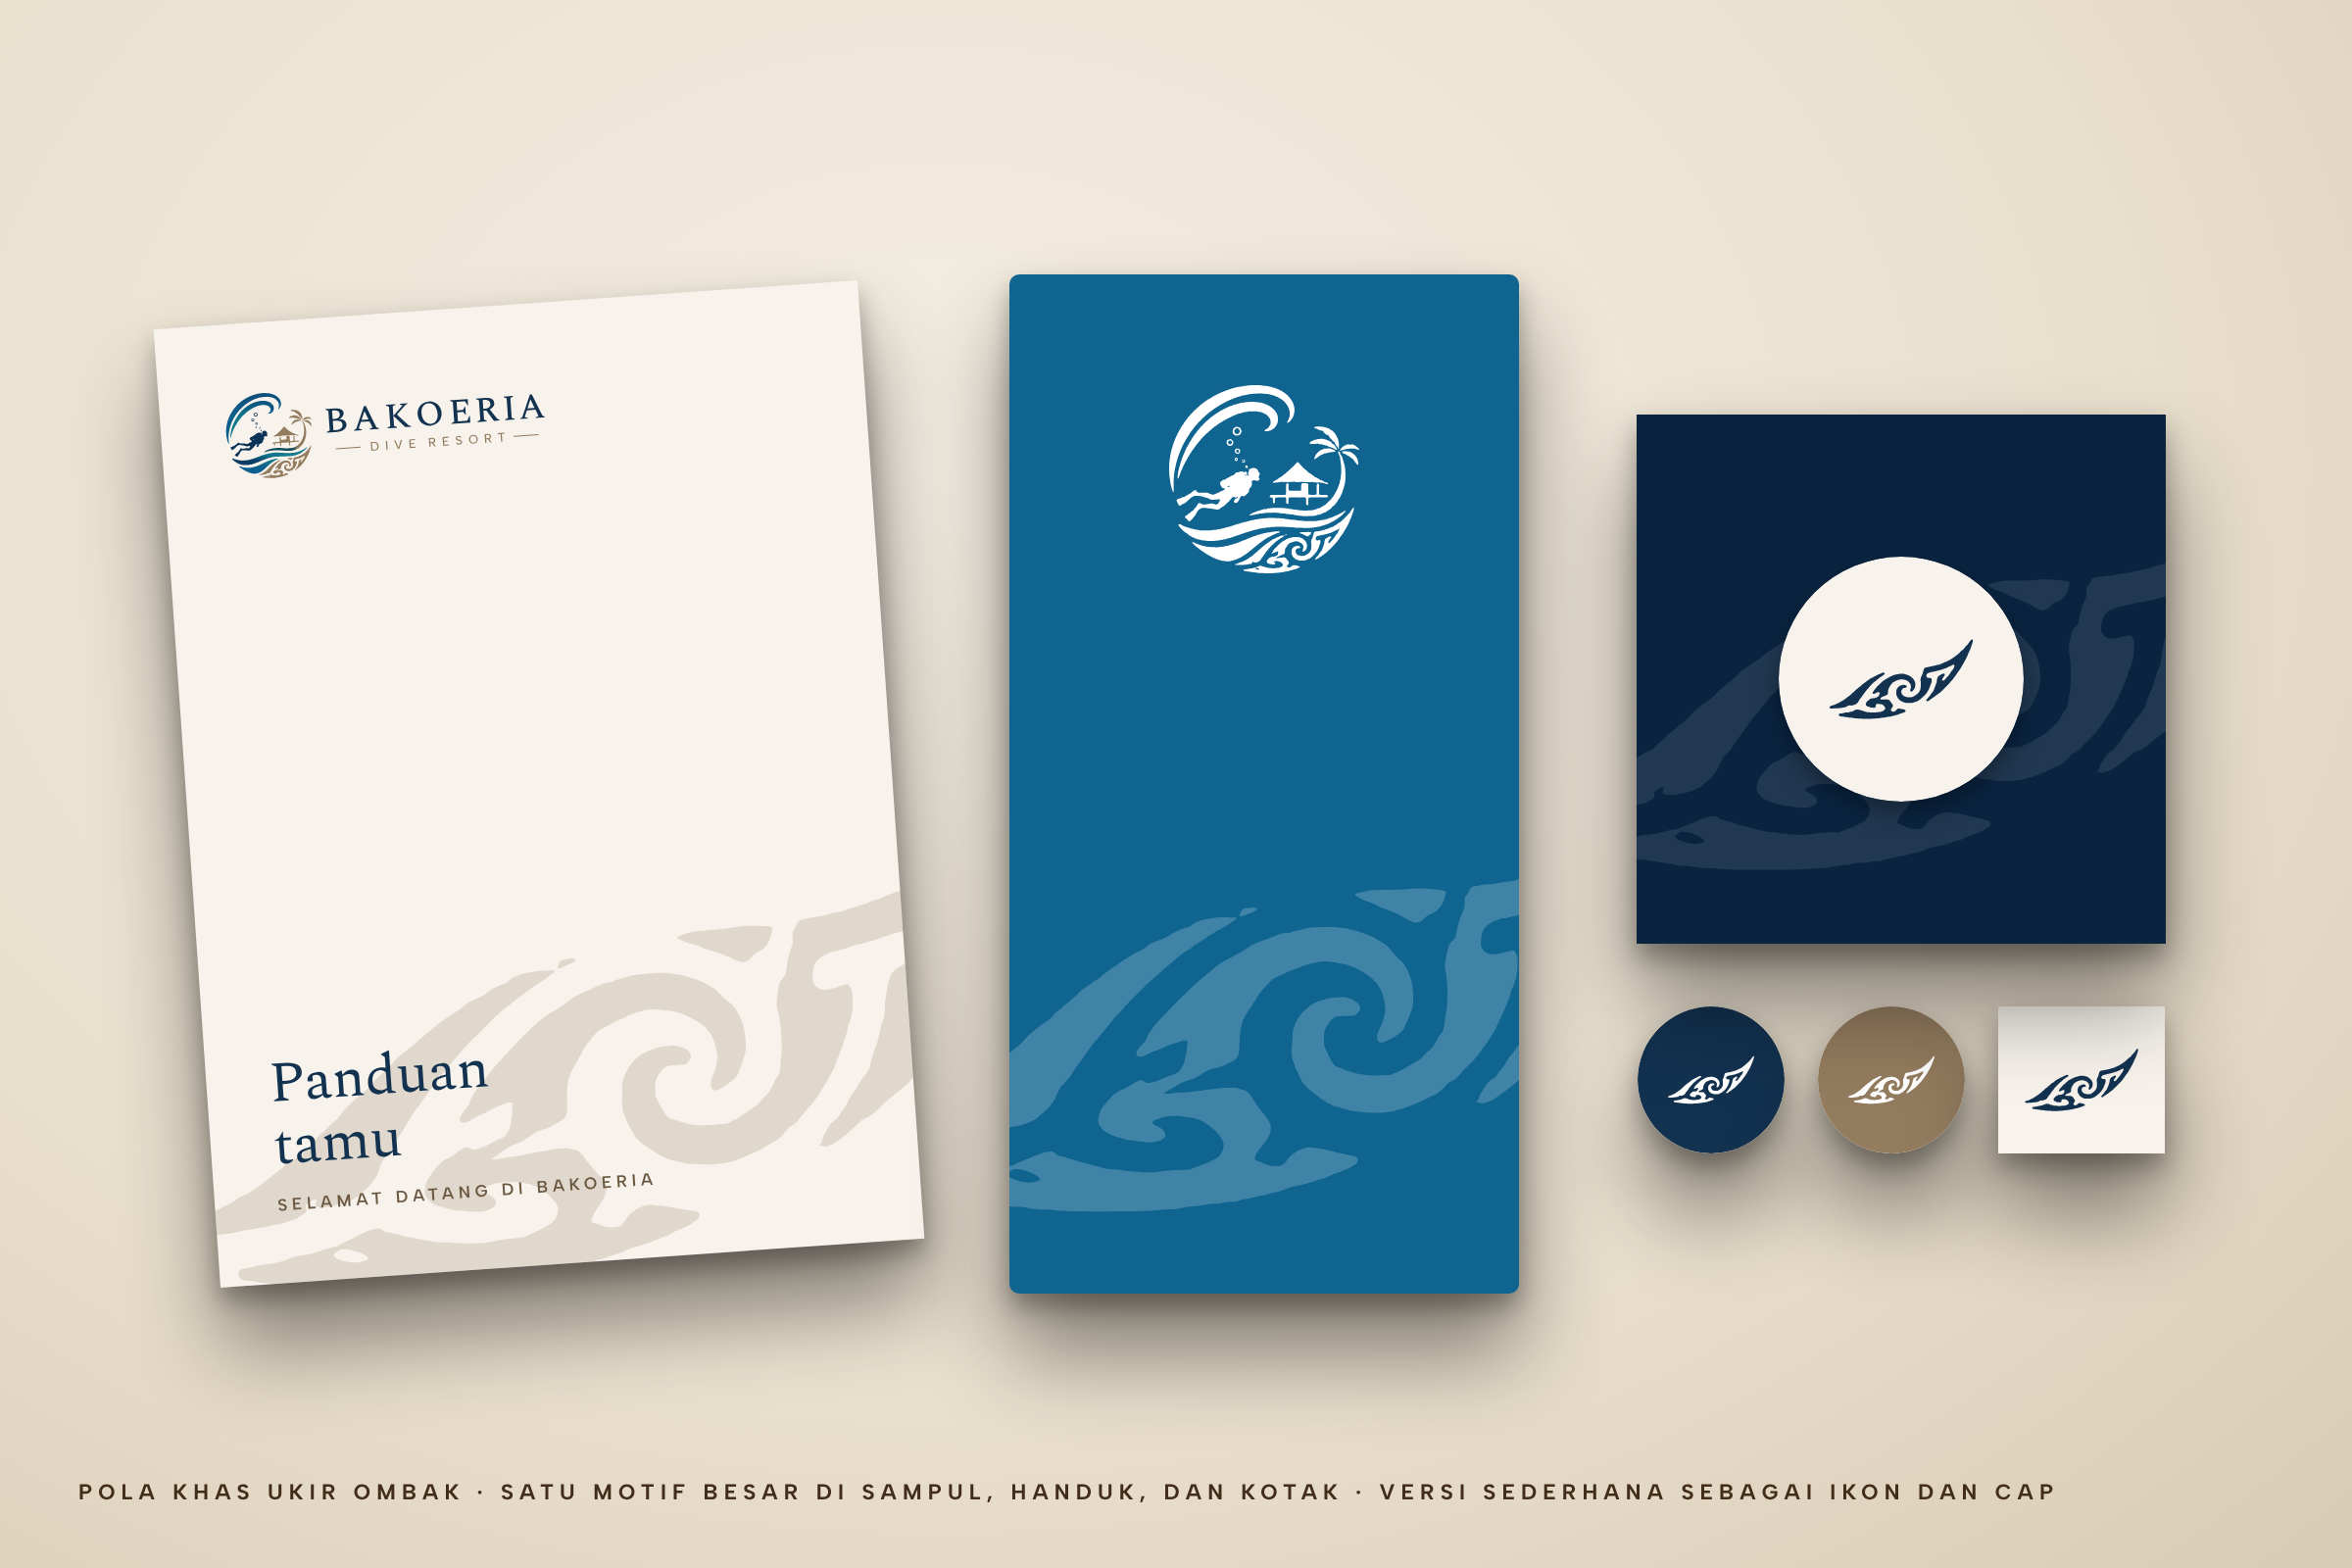 BAKOERIA
DIVE RESORT
Panduan
tamu
SELAMAT DATANG DI BAKOERIA
POLA KHAS UKIR OMBAK · SATU MOTIF BESAR DI SAMPUL, HANDUK, DAN KOTAK · VERSI SEDERHANA SEBAGAI IKON DAN CAP